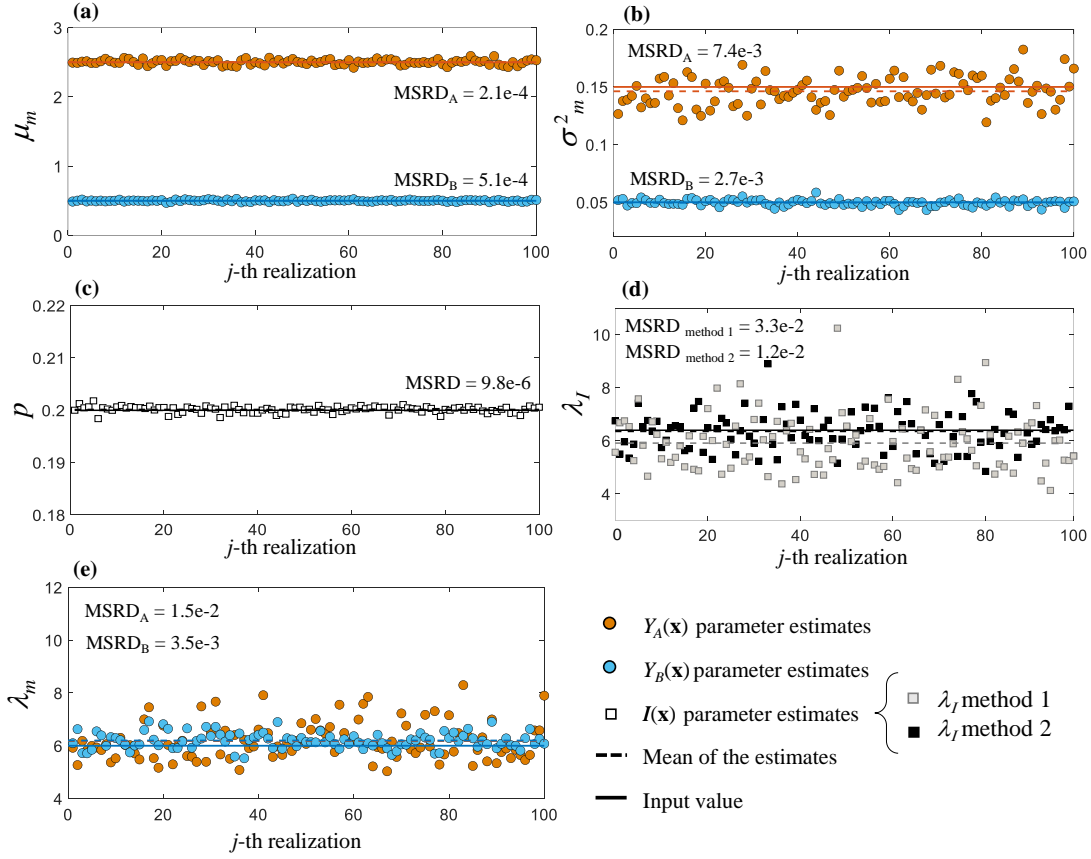 (a)
3
2
1
0
μm
MSRDA = 2.1e-4
MSRDB = 5.1e-4
0 20 40 60 80 100
j-th realization
(b)
0.2
0.15
0.1
0.05
σ²m
MSRDA = 7.4e-3
MSRDB = 2.7e-3
0 20 40 60 80 100
j-th realization
(c)
0.22
0.21
0.20
0.19
0.18
p
MSRD = 9.8e-6
0 20 40 60 80 100
j-th realization
(d)
10
8
6
4
λI
MSRD method 1 = 3.3e-2
MSRD method 2 = 1.2e-2
0 20 40 60 80 100
j-th realization
(e)
12
10
8
6
4
λm
MSRDA = 1.5e-2
MSRDB = 3.5e-3
0 20 40 60 80 100
j-th realization
YA(x) parameter estimates
YB(x) parameter estimates
I(x) parameter estimates
Mean of the estimates
Input value
λI method 1
λI method 2